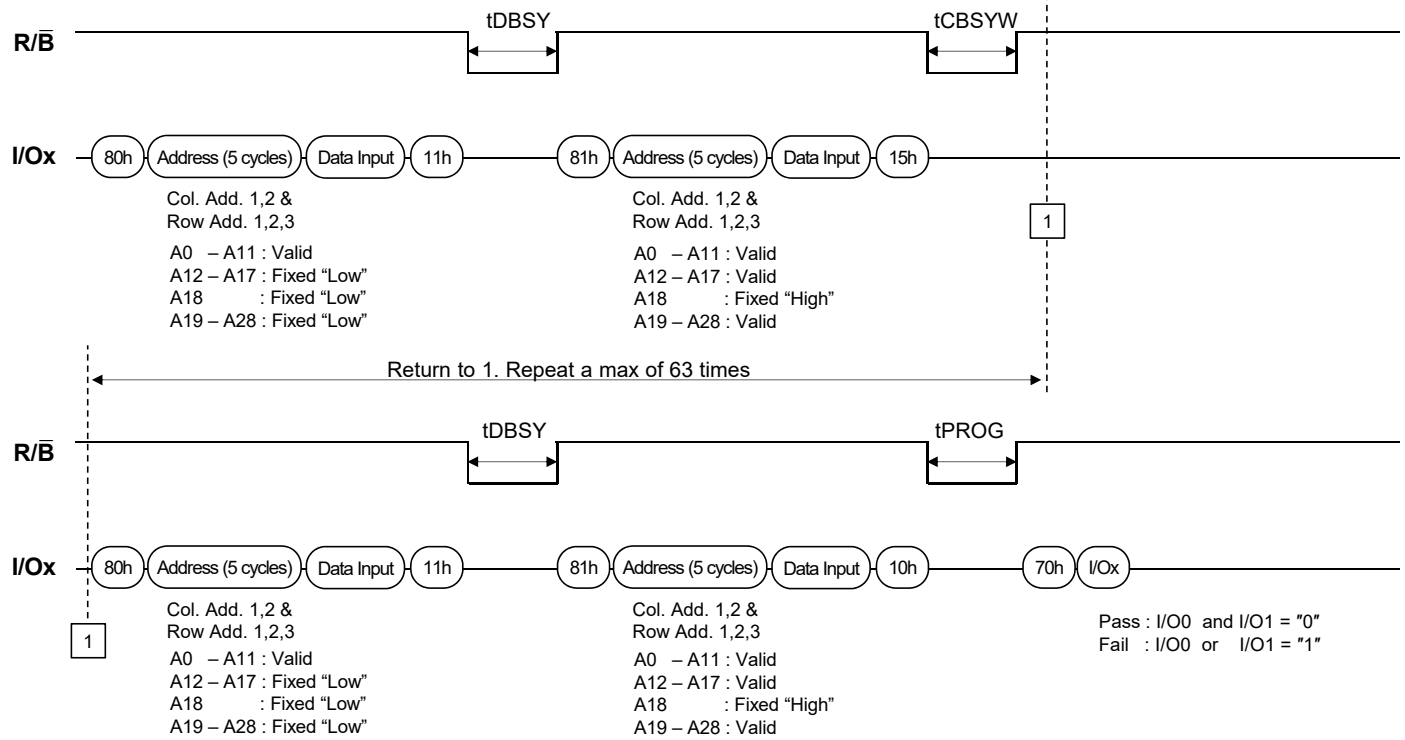 tDBSY tCBSYW
R/B̅
I/Ox 80h Address (5 cycles) Data Input 11h 81h Address (5 cycles) Data Input 15h
Col. Add. 1,2 &
Row Add. 1,2,3
A0 – A11 : Valid
A12 – A17 : Fixed “Low”
A18 : Fixed “Low”
A19 – A28 : Fixed “Low”
Col. Add. 1,2 &
Row Add. 1,2,3
A0 – A11 : Valid
A12 – A17 : Valid
A18 : Fixed “High”
A19 – A28 : Valid
1
Return to 1. Repeat a max of 63 times
tDBSY tPROG
R/B̅
I/Ox 80h Address (5 cycles) Data Input 11h 81h Address (5 cycles) Data Input 10h 70h I/Ox
1
Col. Add. 1,2 &
Row Add. 1,2,3
A0 – A11 : Valid
A12 – A17 : Fixed “Low”
A18 : Fixed “Low”
A19 – A28 : Fixed “Low”
Col. Add. 1,2 &
Row Add. 1,2,3
A0 – A11 : Valid
A12 – A17 : Valid
A18 : Fixed “High”
A19 – A28 : Valid
Pass : I/O0 and I/O1 = ″0″
Fail : I/O0 or I/O1 = ″1″